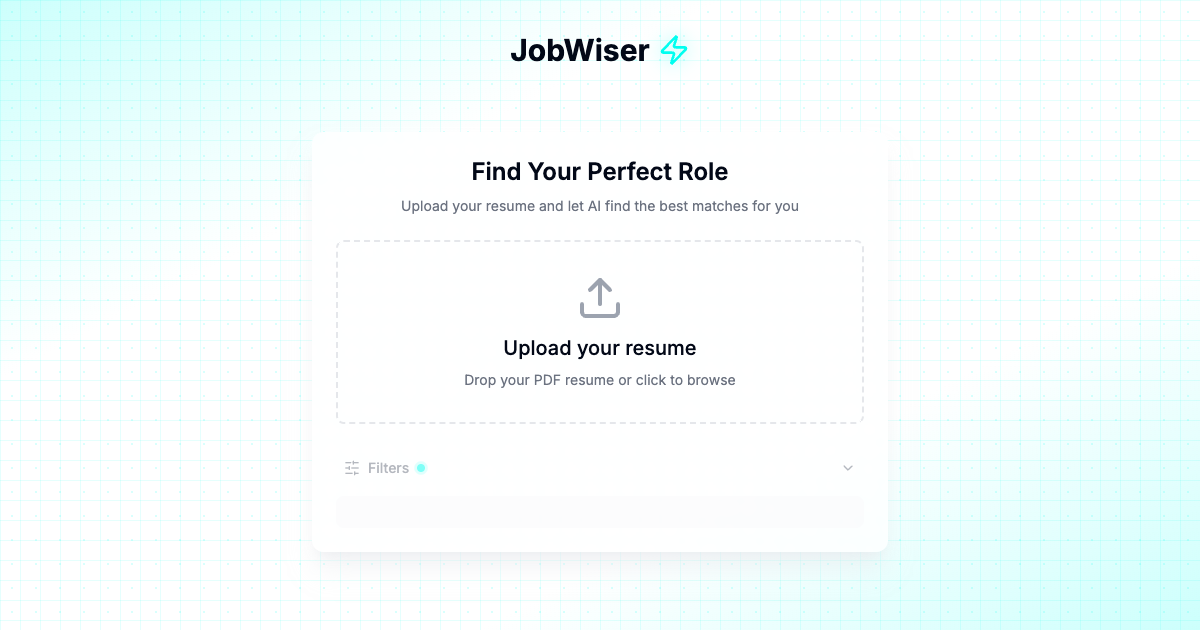 JobWiser
Find Your Perfect Role
Upload your resume and let AI find the best matches for you
Upload your resume
Drop your PDF resume or click to browse
Filters